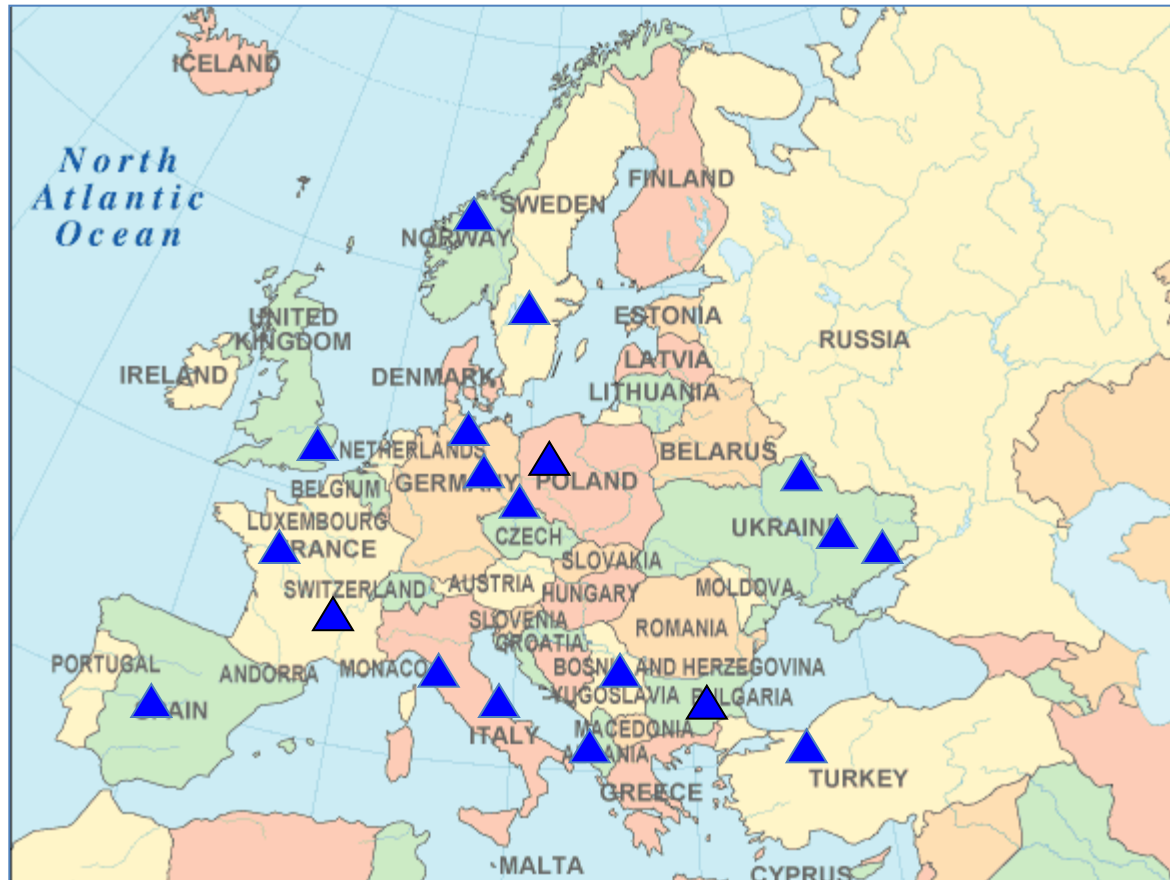 ICELAND
North
Atlantic
Ocean
FINLAND
SWEDEN
NORWAY
UNITED
KINGDOM
ESTONIA
RUSSIA
LATVIA
IRELAND
DENMARK
LITHUANIA
NETHERLANDS
BELARUS
GERMANY
POLAND
BELGIUM
LUXEMBOURG
UKRAINE
CZECH
FRANCE
SLOVAKIA
SWITZERLAND
AUSTRIA
HUNGARY
MOLDOVA
SLOVENIA
ROMANIA
CROATIA
PORTUGAL
ANDORRA
MONACO
BOSNIA AND HERZEGOVINA
YUGOSLAVIA
BULGARIA
SPAIN
MACEDONIA
ITALY
ALBANIA
TURKEY
GREECE
MALTA
CYPRUS